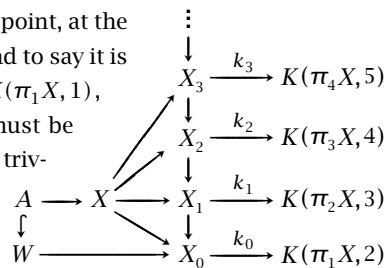 point, at the
nd to say it is
K(π₁X, 1),
must be
triv-
⋮
X₃ k₃ K(π₄X, 5)
X₂ k₂ K(π₃X, 4)
A X X₁ k₁ K(π₂X, 3)
W X₀ k₀ K(π₁X, 2)